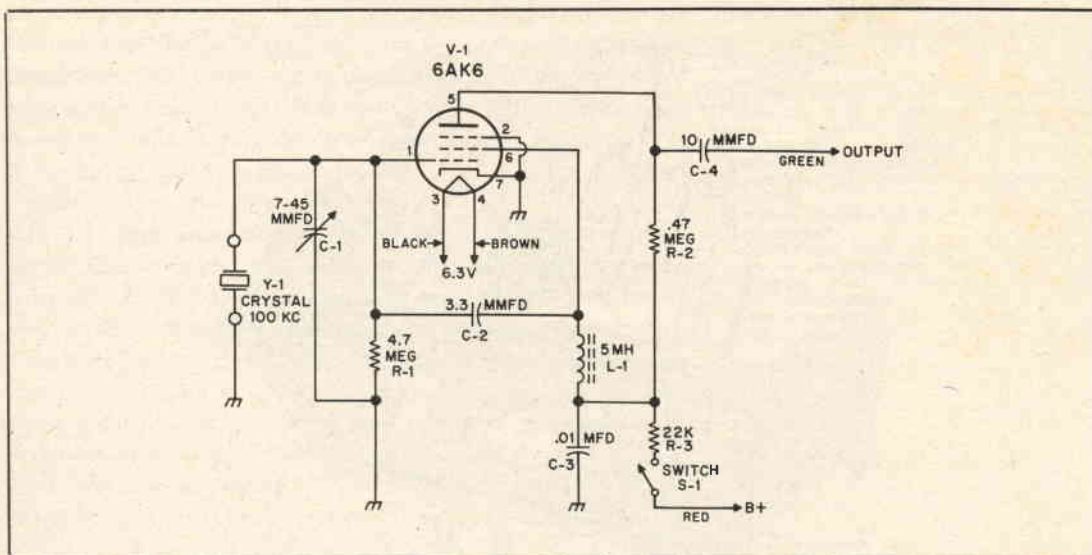 V-1
6AK6
5
2
6
1
7
3
4
10 MMFD
C-4
GREEN
OUTPUT
7-45
MMFD
C-1
BLACK
BROWN
6.3V
.47
MEG
R-2
Y-1
CRYSTAL
100 KC
3.3 MMFD
C-2
4.7
MEG
R-1
5MH
L-1
.01 MFD
C-3
22K
R-3
SWITCH
S-1
RED
B+